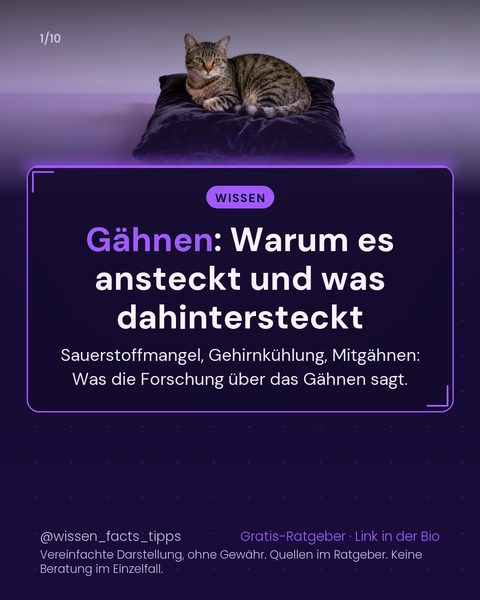 1/10
WISSEN
Gähnen: Warum es
ansteckt und was
dahintersteckt
Sauerstoffmangel, Gehirnkühlung, Mitgähnen:
Was die Forschung über das Gähnen sagt.
@wissen_facts_tipps
Gratis-Ratgeber · Link in der Bio
Vereinfachte Darstellung, ohne Gewähr. Quellen im Ratgeber. Keine
Beratung im Einzelfall.